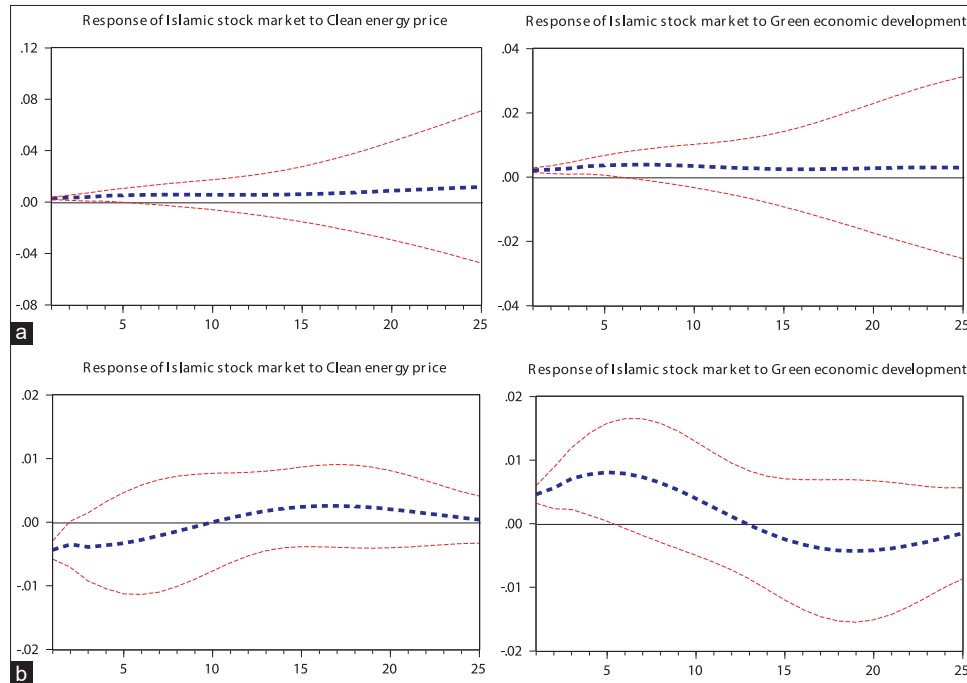 Response of Islamic stock market to Clean energy price
.12
.08
.04
.00
-.04
-.08
5 10 15 20 25
Response of Islamic stock market to Green economic development
.04
.02
.00
-.02
-.04
5 10 15 20 25
a
Response of Islamic stock market to Clean energy price
.02
.01
.00
-.01
-.02
5 10 15 20 25
Response of Islamic stock market to Green economic development
.02
.01
.00
-.01
-.02
5 10 15 20 25
b